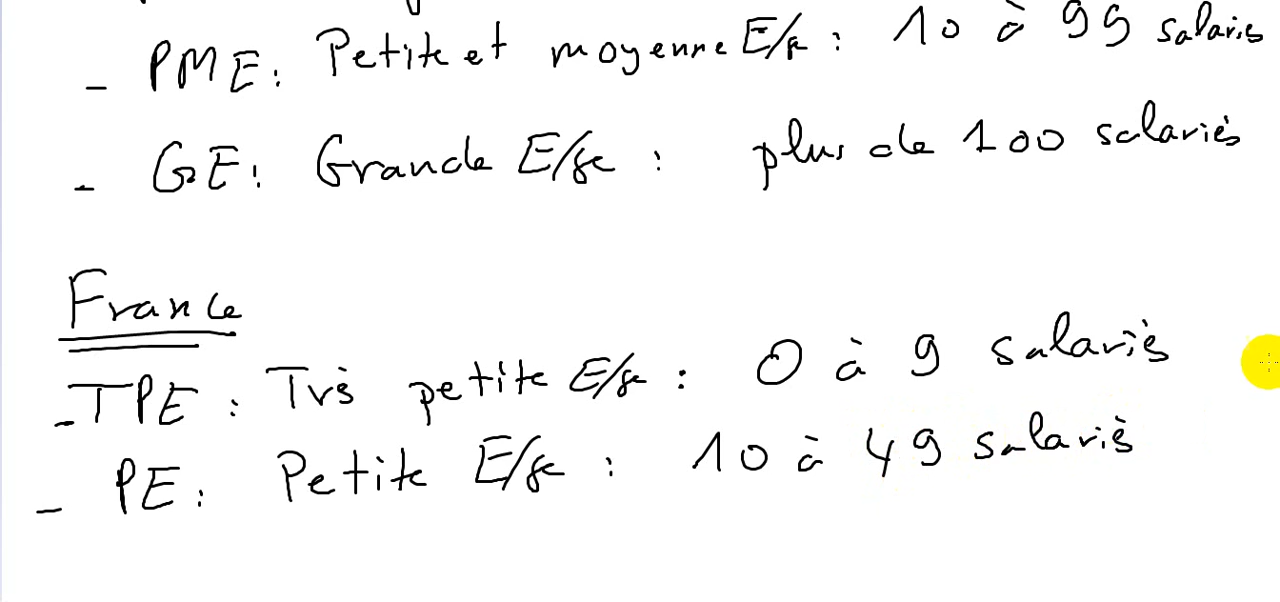 - PME : Petite et moyenne E/se : 10 à 99 salariés
- GE : Grande E/se : plus de 100 salariés
France
- TPE : Très petite E/se : 0 à 9 salariés
- PE : Petite E/se : 10 à 49 salariés